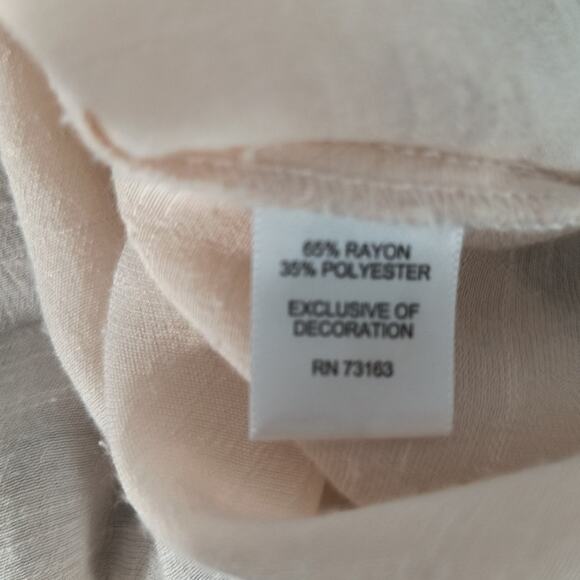 65% RAYON
35% POLYESTER
EXCLUSIVE OF
DECORATION
RN 73163